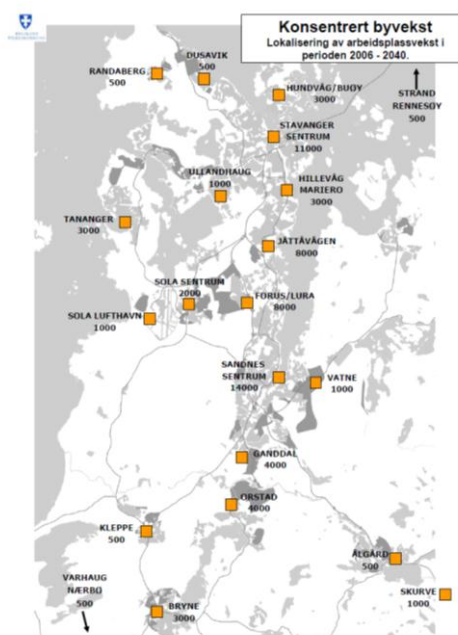 Konsentrert byvekst
Lokalisering av arbeidsplassvekst i
perioden 2006 - 2040.
DUSAVIK
500
RANDABERG
500
HUNDVÅG/BUØY
3000
STRAND
RENNESØY
500
STAVANGER
SENTRUM
11000
ULLANDHAUG
1000
HILLEVÅG
MARIERO
3000
TANANGER
3000
JÅTTÅVÅGEN
8000
SOLA SENTRUM
2000
FORUS/LURA
8000
SOLA LUFTHAVN
1000
SANDNES
SENTRUM
14000
VATNE
1000
GANDDAL
4000
ORSTAD
4000
KLEPPE
500
ÅLGÅRD
500
VARHAUG
NÆRBØ
500
SKURVE
1000
BRYNE
3000